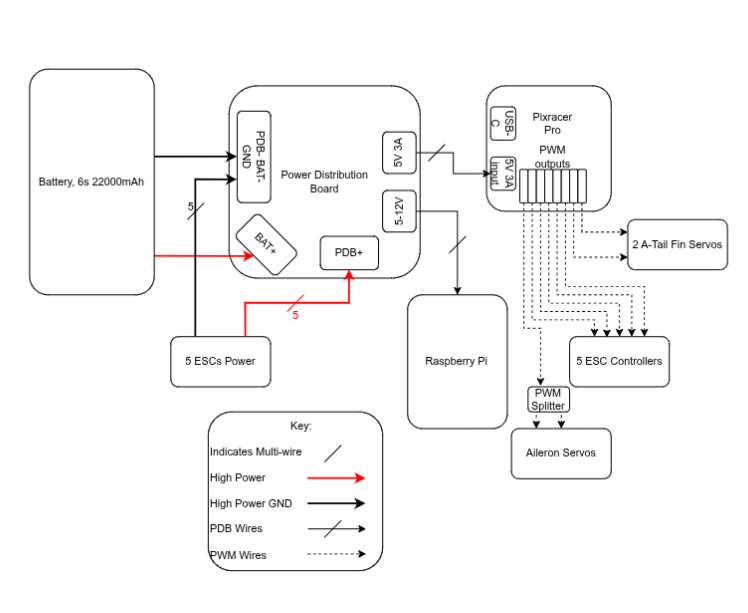 Battery, 6s 22000mAh
PDB- BAT-
GND
Power Distribution
Board
BAT+
PDB+
5V 3A
5-12V
5
5
5 ESCs Power
USB-
C
Pixracer
Pro
PWM
outputs
5V 3A
input
2 A-Tail Fin Servos
Raspberry Pi
5 ESC Controllers
PWM
Splitter
Aileron Servos
Key:
Indicates Multi-wire
High Power
High Power GND
PDB Wires
PWM Wires